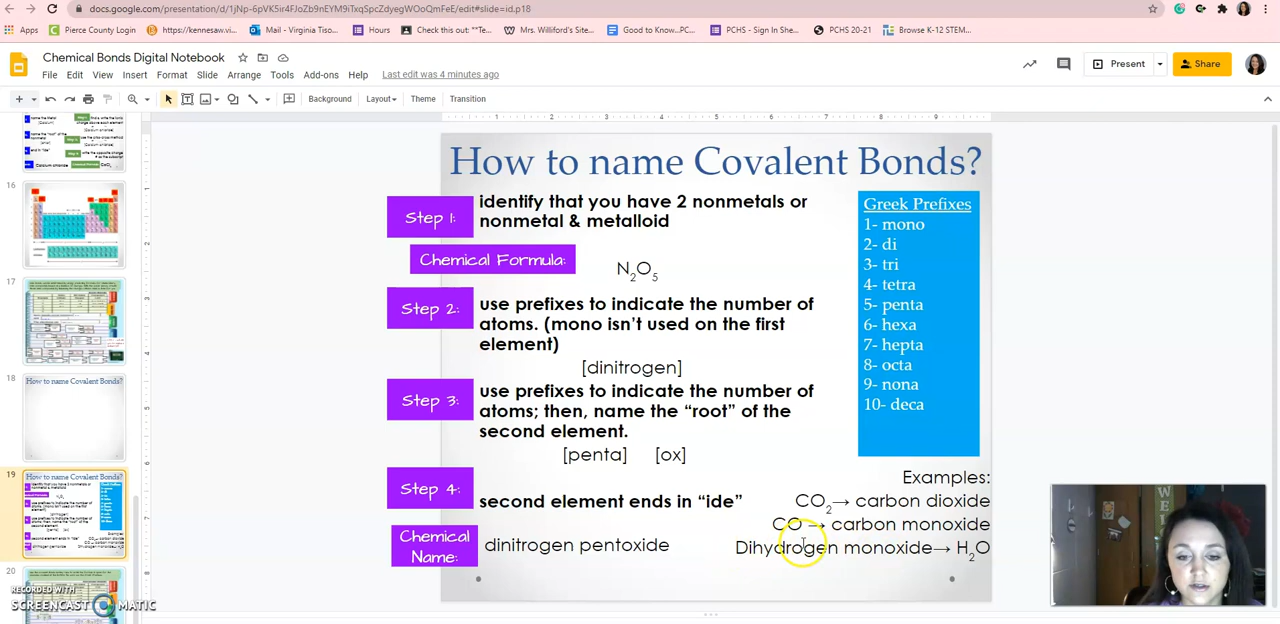 docs.google.com/presentation/d/1jNp-6pVK5ir4FJoZb9nEYM9iTxqSpcZdyegWOoQmFeE/edit#slide=id.p18
Apps
Pierce County Login
https://kennesaw.vi...
Mail - Virginia Tiso...
Hours
Check this out: **Te...
Mrs. Williford's Site...
Good to Know...PC...
PCHS - Sign In She...
PCHS 20-21
Browse K-12 STEM...
Chemical Bonds Digital Notebook
File Edit View Insert Format Slide Arrange Tools Add-ons Help Last edit was 4 minutes ago
Present
Share
Background Layout Theme Transition
16
17
18
How to name Covalent Bonds?
19
20
How to name Covalent Bonds?
Step 1:
identify that you have 2 nonmetals or
nonmetal & metalloid
Chemical Formula:
N2O5
Step 2:
use prefixes to indicate the number of
atoms. (mono isn't used on the first
element)
[dinitrogen]
Step 3:
use prefixes to indicate the number of
atoms; then, name the “root” of the
second element.
[penta] [ox]
Step 4:
second element ends in “ide”
Chemical
Name:
dinitrogen pentoxide
Greek Prefixes
1- mono
2- di
3- tri
4- tetra
5- penta
6- hexa
7- hepta
8- octa
9- nona
10- deca
Examples:
CO2→ carbon dioxide
CO → carbon monoxide
Dihydrogen monoxide→ H2O
RECORDED WITH
SCREENCAST MATIC